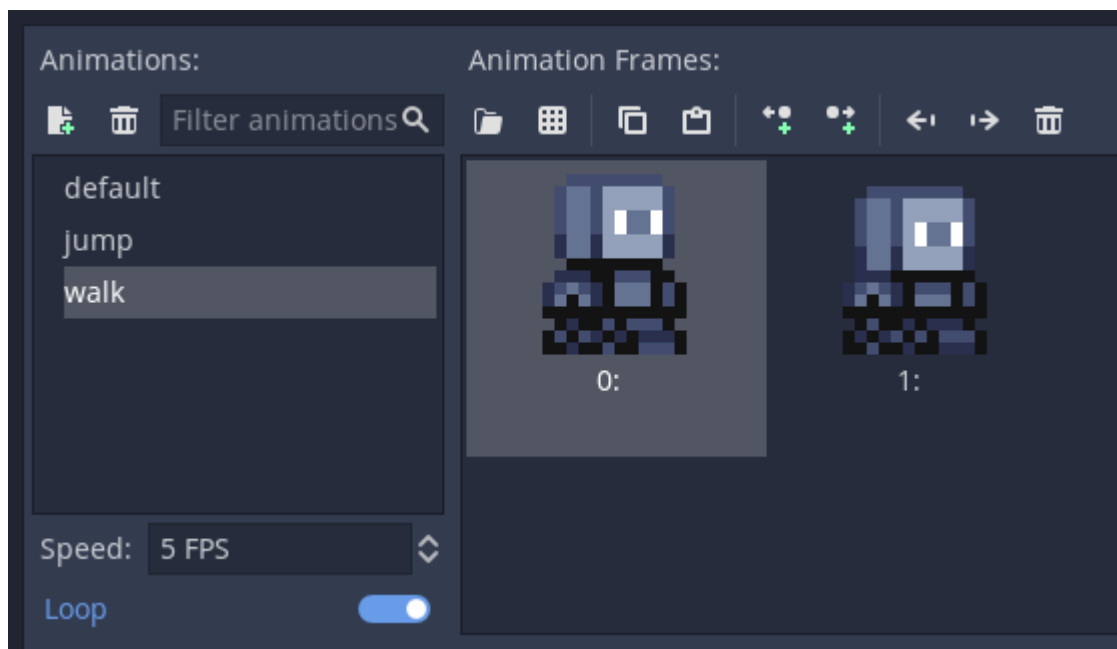 Animations:
Filter animations
default
jump
walk
Speed: 5 FPS
Loop
Animation Frames:
0:
1: